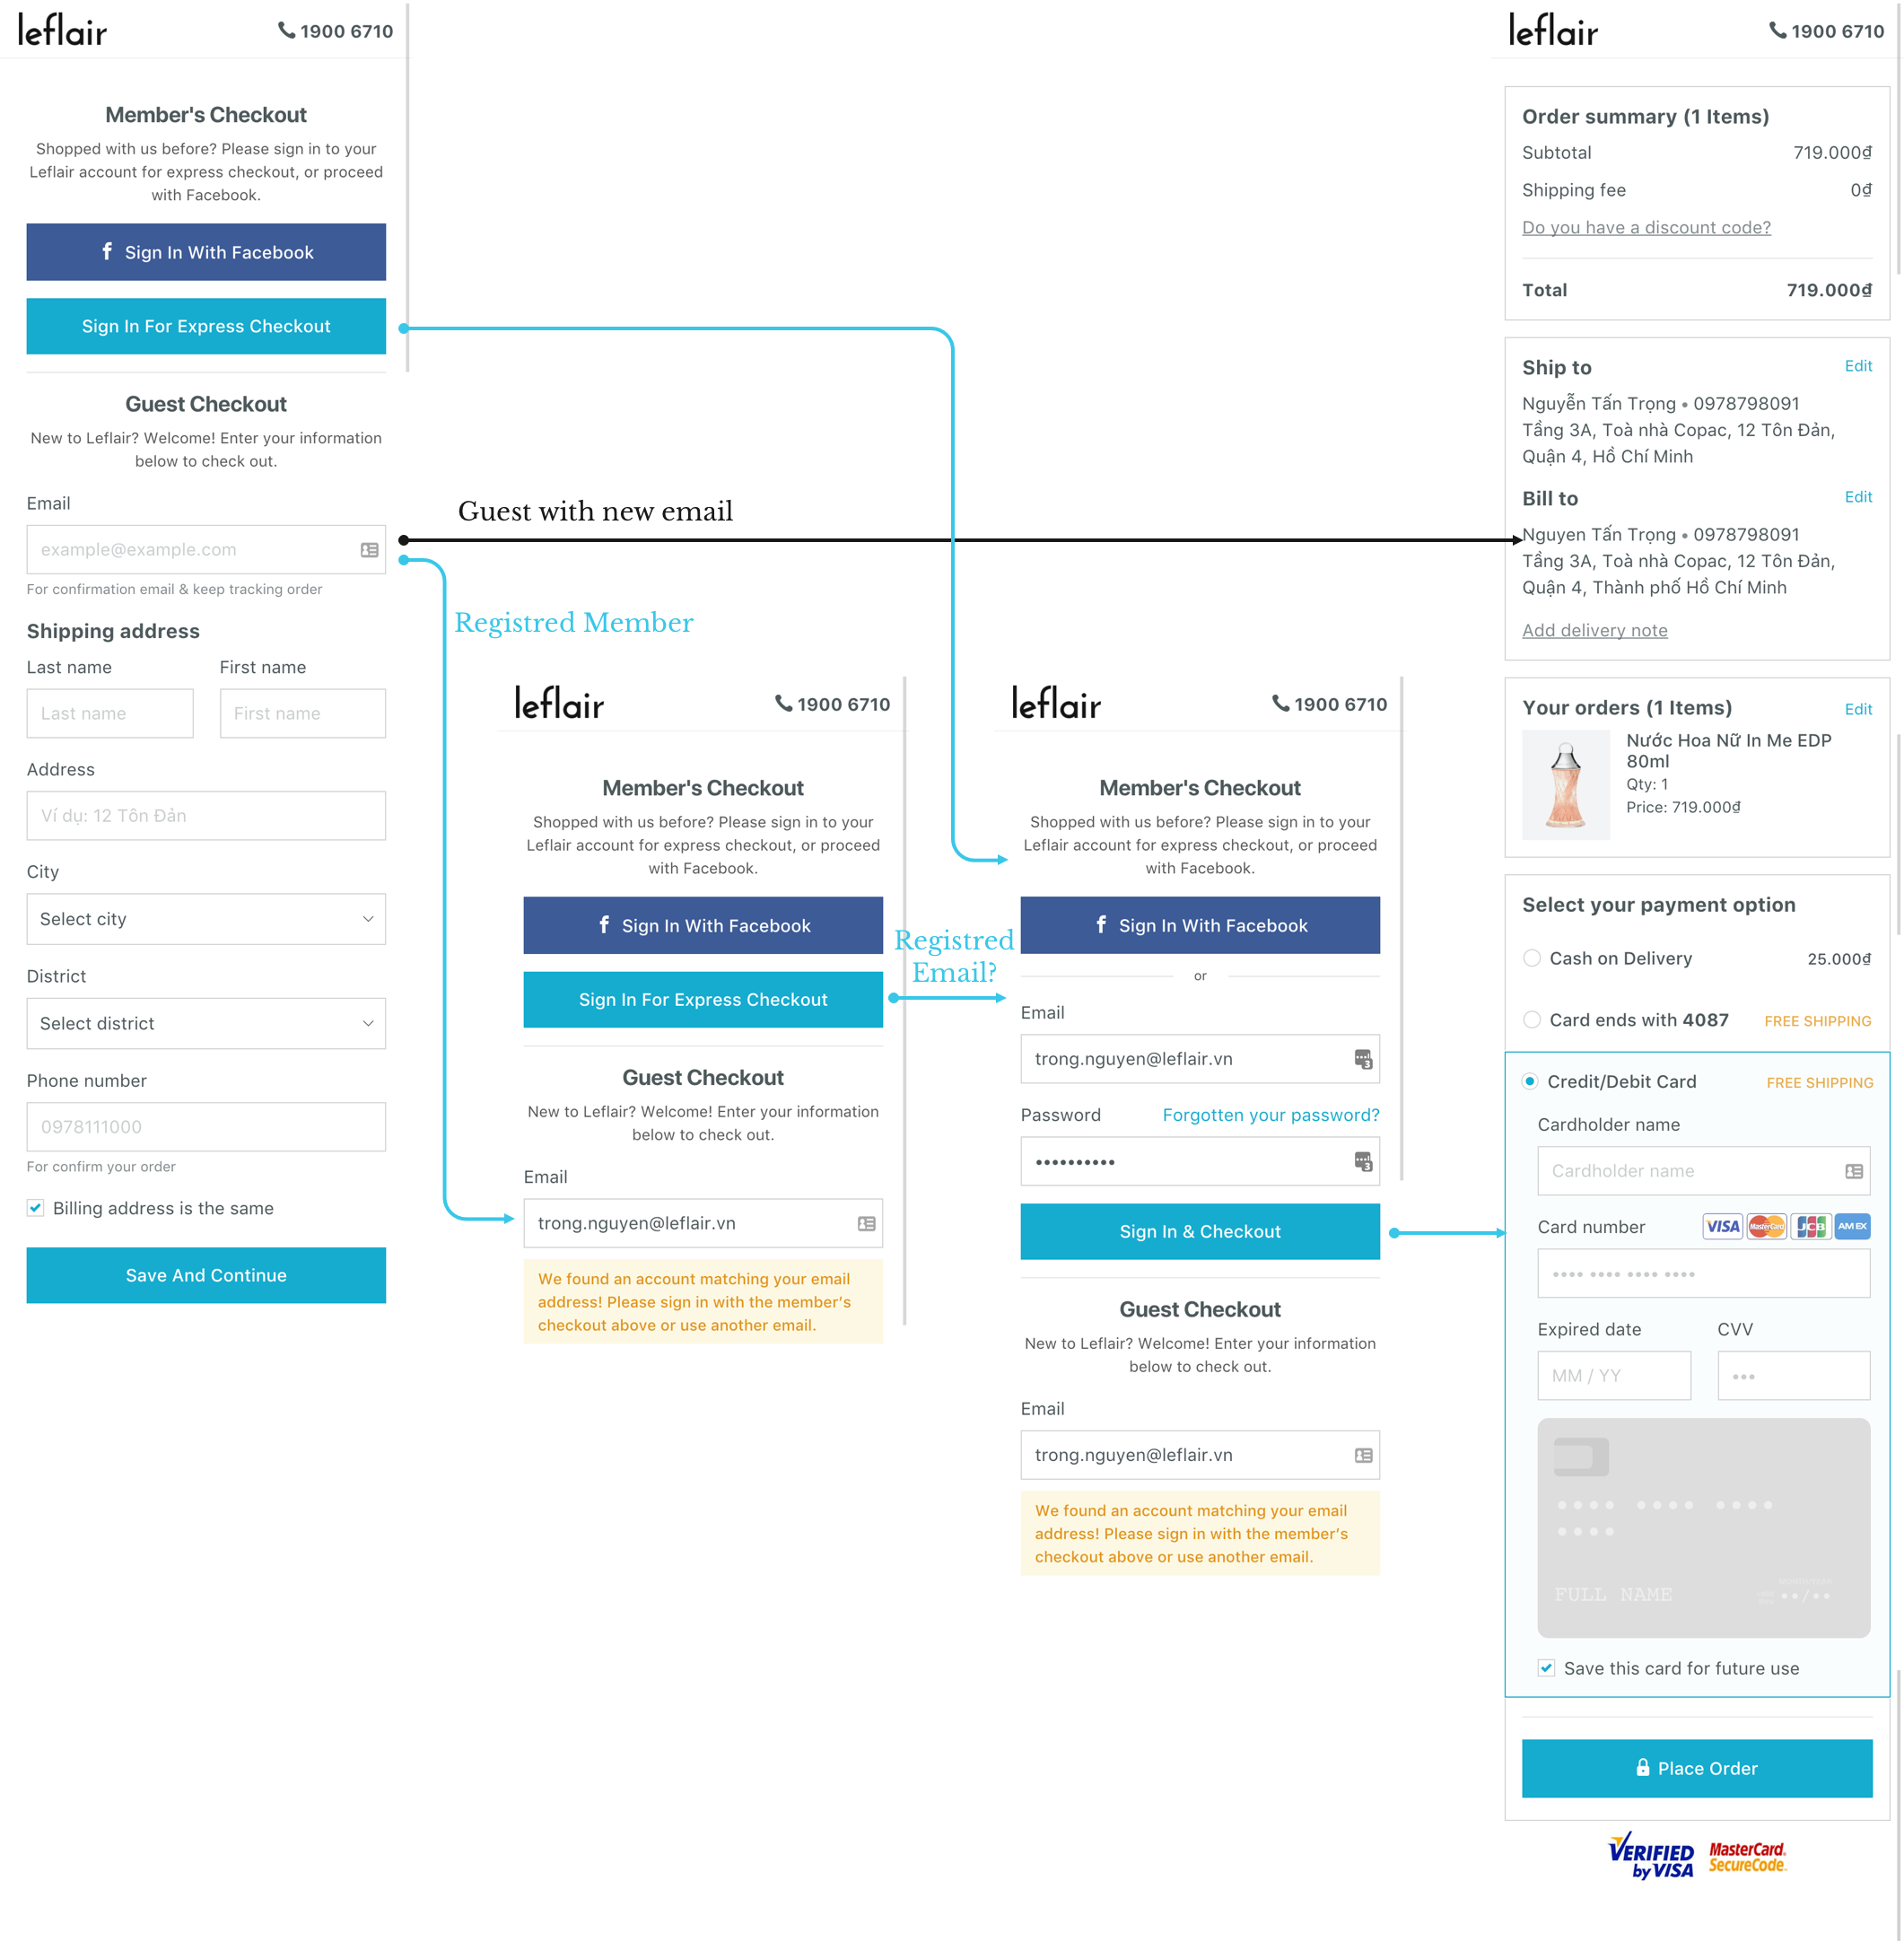 leflair
1900 6710
Member's Checkout
Shopped with us before? Please sign in to your
Leflair account for express checkout, or proceed
with Facebook.
Sign In With Facebook
Sign In For Express Checkout
Guest Checkout
New to Leflair? Welcome! Enter your information
below to check out.
Email
example@example.com
For confirmation email & keep tracking order
Shipping address
Last name First name
Last name First name
Address
Ví dụ: 12 Tôn Đản
City
Select city
District
Select district
Phone number
0978111000
For confirm your order
Billing address is the same
Save And Continue
Guest with new email
Registred Member
leflair
1900 6710
Member's Checkout
Shopped with us before? Please sign in to your
Leflair account for express checkout, or proceed
with Facebook.
Sign In With Facebook
Sign In For Express Checkout
Guest Checkout
New to Leflair? Welcome! Enter your information
below to check out.
Email
trong.nguyen@leflair.vn
We found an account matching your email
address! Please sign in with the member's
checkout above or use another email.
Registred
Email?
leflair
1900 6710
Member's Checkout
Shopped with us before? Please sign in to your
Leflair account for express checkout, or proceed
with Facebook.
Sign In With Facebook
or
Email
trong.nguyen@leflair.vn
Password Forgotten your password?
Sign In & Checkout
Guest Checkout
New to Leflair? Welcome! Enter your information
below to check out.
Email
trong.nguyen@leflair.vn
We found an account matching your email
address! Please sign in with the member's
checkout above or use another email.
leflair
1900 6710
Order summary (1 Items)
Subtotal 719.000₫
Shipping fee 0₫
Do you have a discount code?
Total 719.000₫
Ship to Edit
Nguyễn Tấn Trọng • 0978798091
Tầng 3A, Toà nhà Copac, 12 Tôn Đản,
Quận 4, Hồ Chí Minh
Bill to Edit
Nguyen Tấn Trọng • 0978798091
Tầng 3A, Toà nhà Copac, 12 Tôn Đản,
Quận 4, Thành phố Hồ Chí Minh
Add delivery note
Your orders (1 Items) Edit
Nước Hoa Nữ In Me EDP
80ml
Qty: 1
Price: 719.000₫
Select your payment option
Cash on Delivery 25.000₫
Card ends with 4087 FREE SHIPPING
Credit/Debit Card FREE SHIPPING
Cardholder name
Cardholder name
Card number VISA MasterCard JCB AMEX
•••• •••• •••• ••••
Expired date CVV
MM / YY •••
FULL NAME ••/••
Save this card for future use
Place Order
VERIFIED
by VISA
MasterCard.
SecureCode.